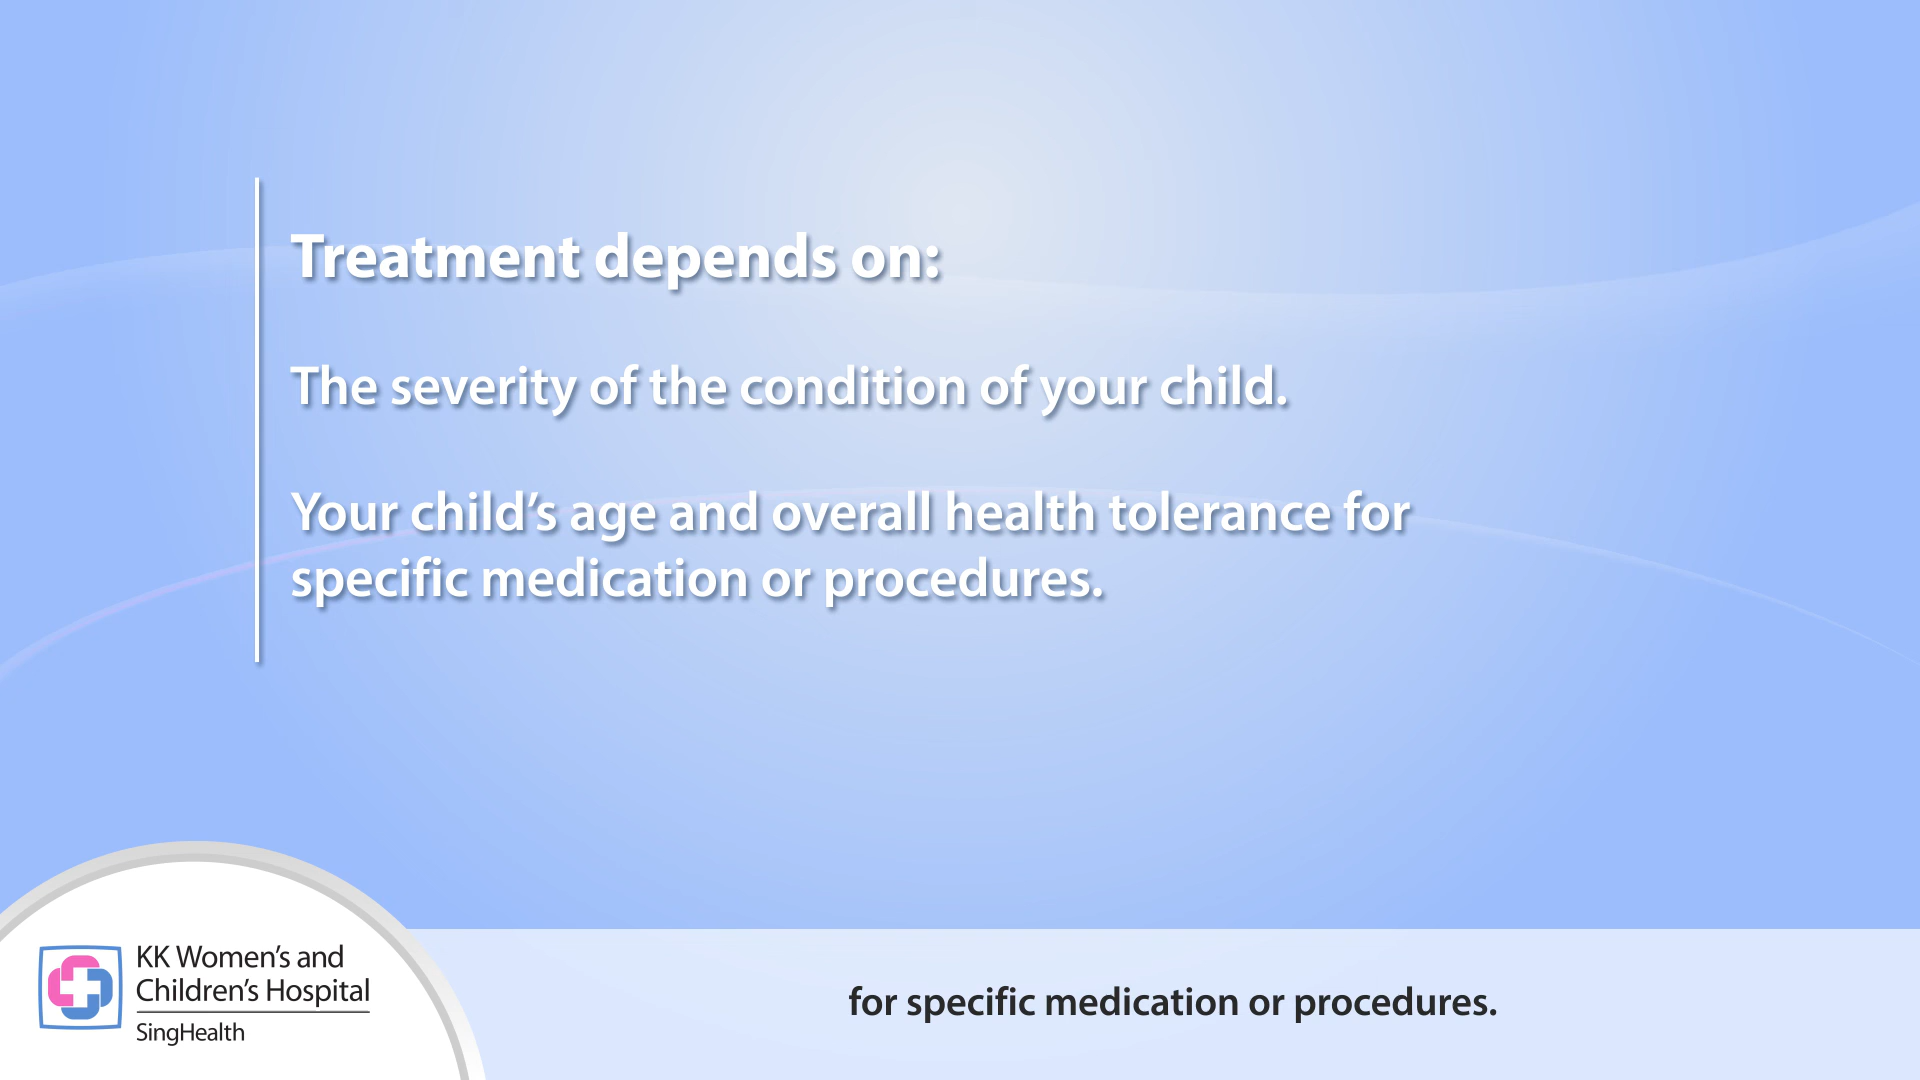 Treatment depends on:
The severity of the condition of your child.
Your child’s age and overall health tolerance for
specific medication or procedures.
KK Women’s and
Children’s Hospital
SingHealth
for specific medication or procedures.